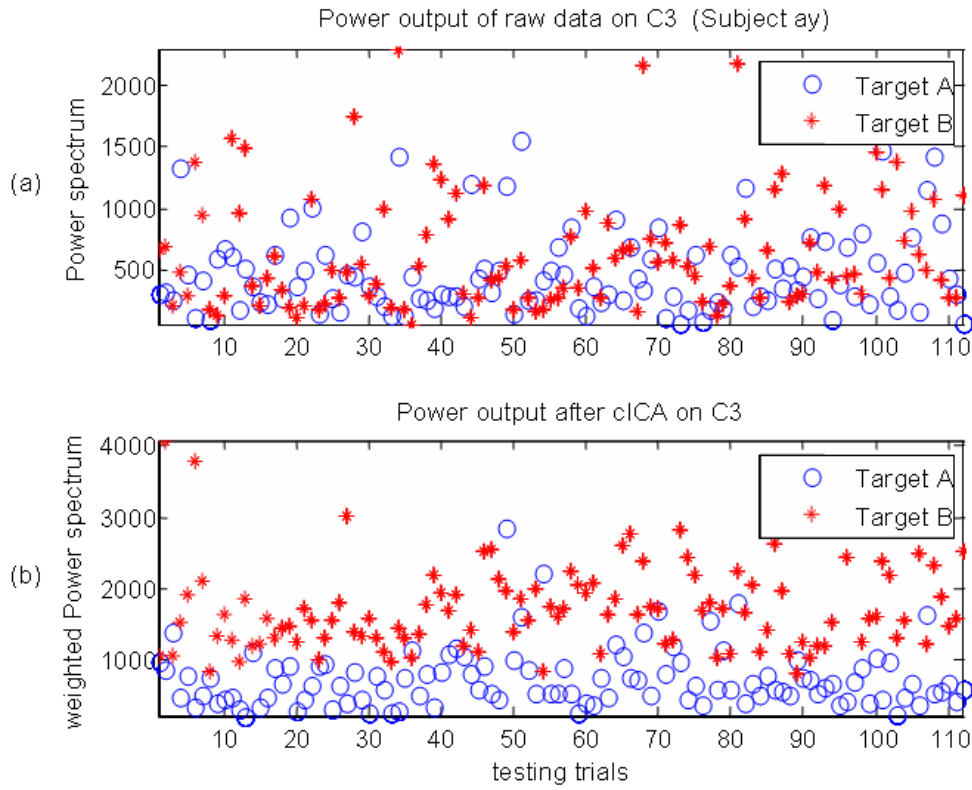 Power output of raw data on C3 (Subject ay)
(a)
Power spectrum
2000
1500
1000
500
Target A
Target B
10 20 30 40 50 60 70 80 90 100 110
Power output after cICA on C3
(b)
weighted Power spectrum
4000
3000
2000
1000
Target A
Target B
10 20 30 40 50 60 70 80 90 100 110
testing trials